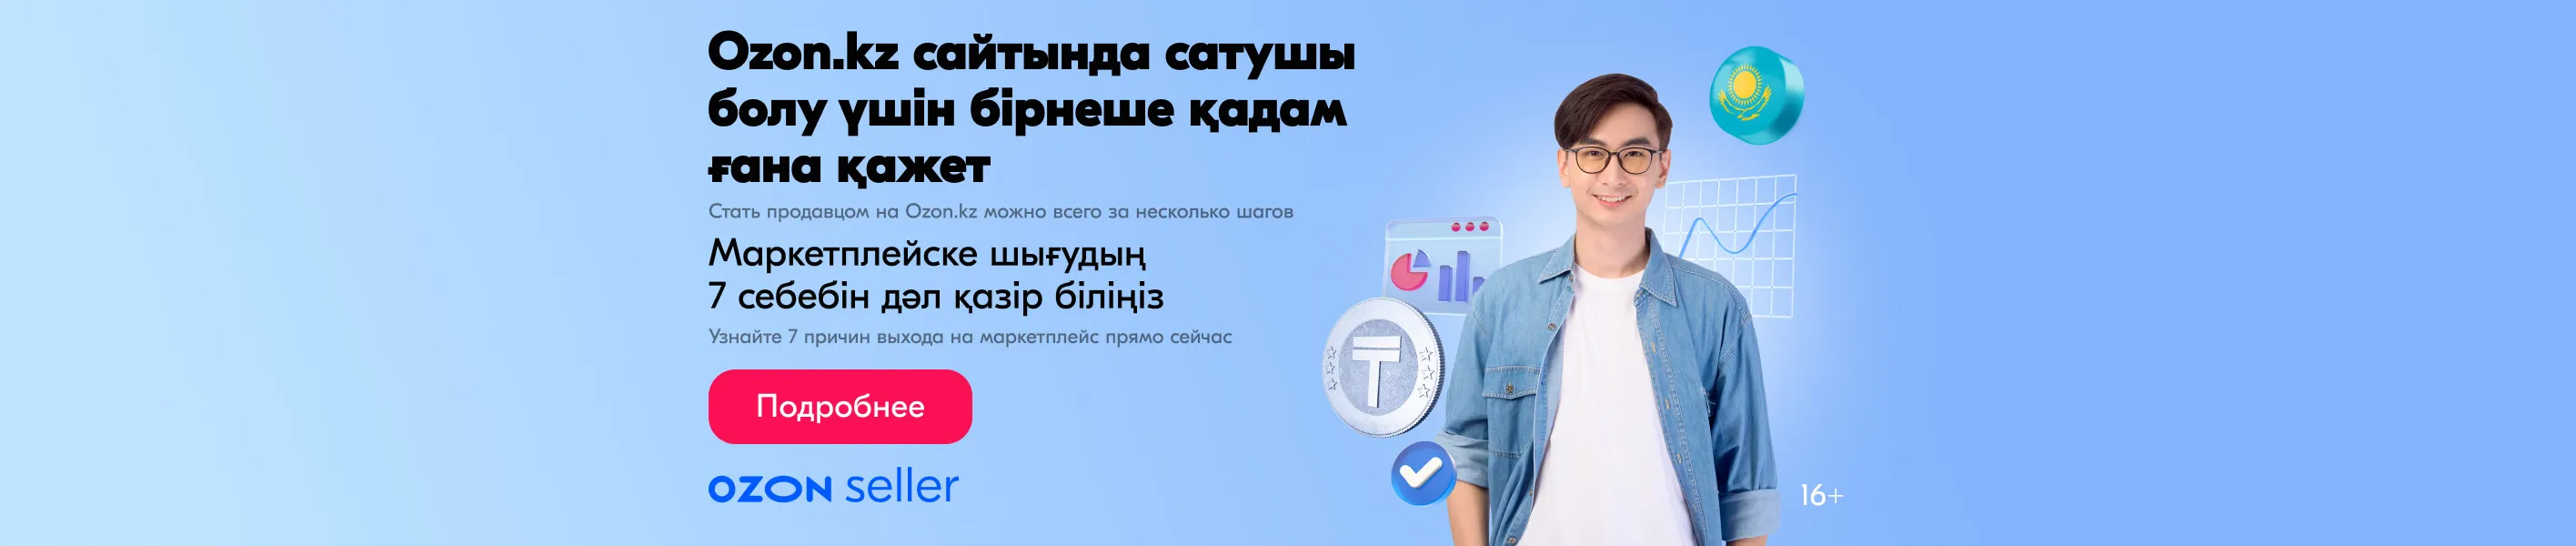 Ozon.kz сайтында сатушы
болу үшін бірнеше қадам
ғана қажет
Стать продавцом на Ozon.kz можно всего за несколько шагов
Маркетплейске шығудың
7 себебін дәл қазір біліңіз
Узнайте 7 причин выхода на маркетплейс прямо сейчас
Подробнее
ozon seller
16+